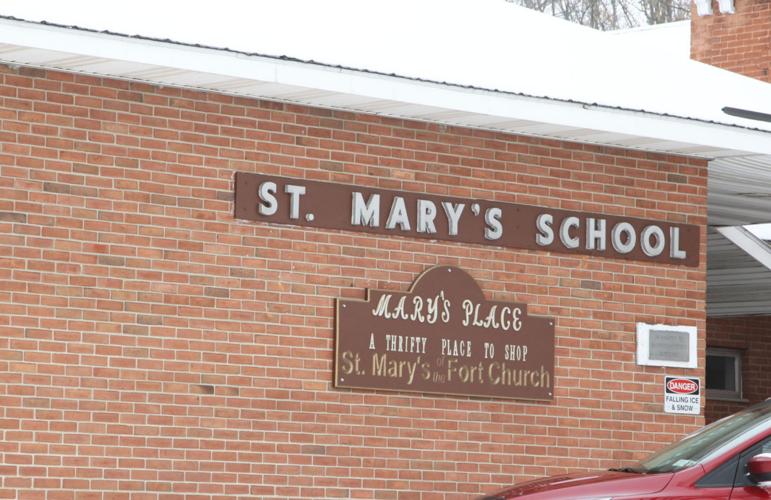 ST. MARY'S SCHOOL
MARY'S PLACE
A THRIFTY PLACE TO SHOP
St. Mary's of the Fort Church
DANGER
FALLING ICE
& SNOW